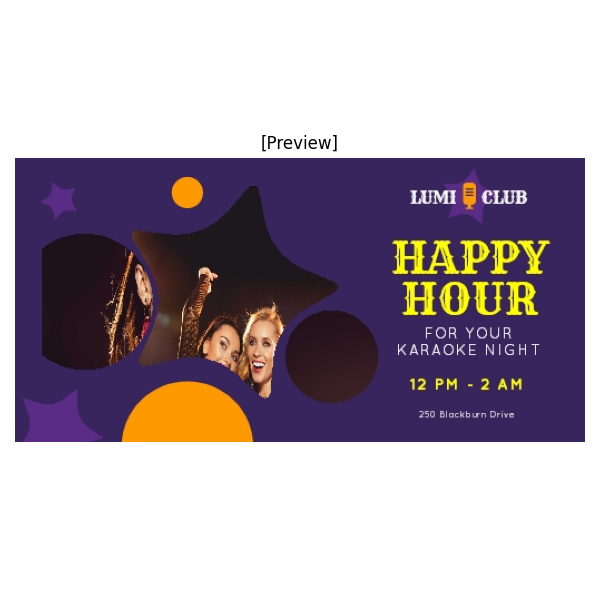 [Preview]
LUMI CLUB
HAPPY
HOUR
FOR YOUR
KARAOKE NIGHT
12 PM - 2 AM
250 Blackburn Drive